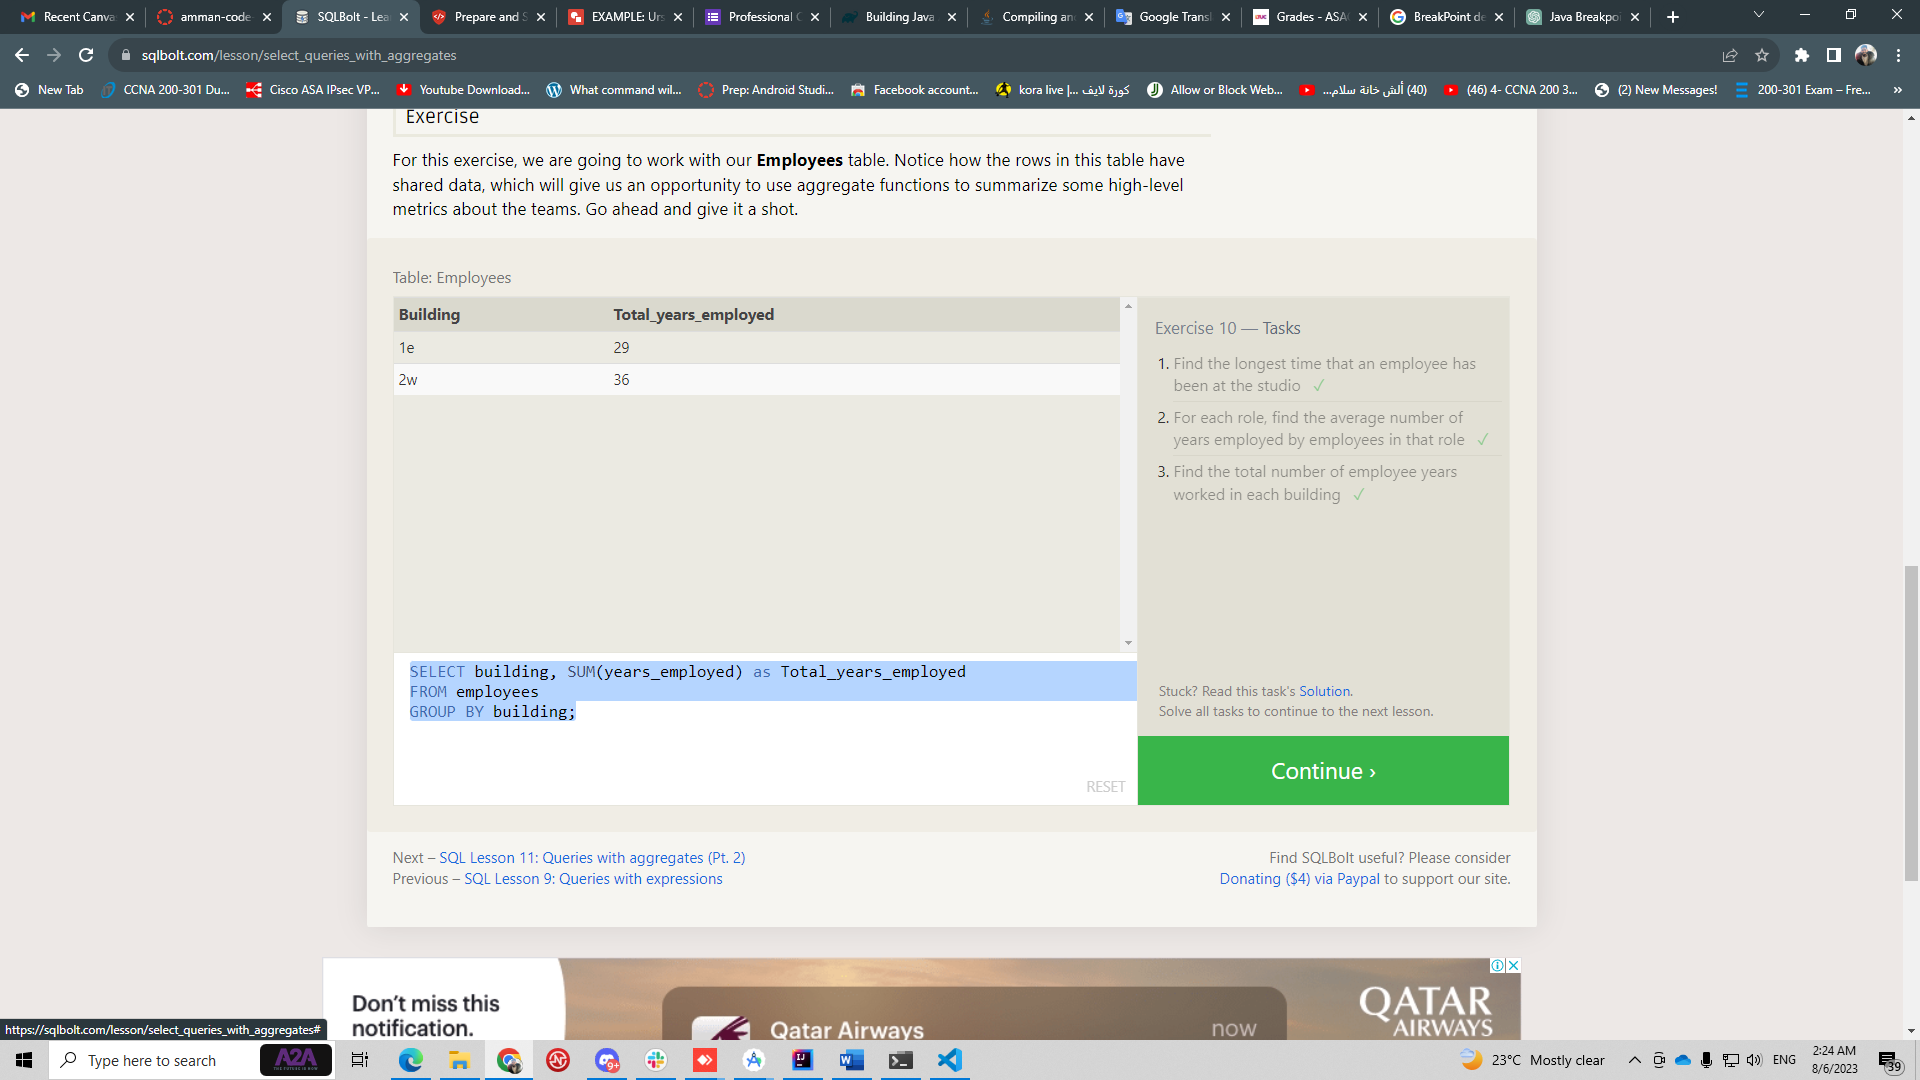 Recent Canva
amman-code-
SQLBolt - Lea
Prepare and S
EXAMPLE: Urs
Professional C
Building Java
Compiling an
Google Transl
Grades - ASA
BreakPoint de
Java Breakpoi
sqlbolt.com/lesson/select_queries_with_aggregates
New Tab
CCNA 200-301 Du...
Cisco ASA IPsec VP...
Youtube Download...
What command wil...
Prep: Android Studi...
Facebook account...
kora live |... كورة لايف
Allow or Block Web...
(40) ألش خانة سلام...
(46) 4- CCNA 200 3...
(2) New Messages!
200-301 Exam – Fre...
»
Exercise
For this exercise, we are going to work with our Employees table. Notice how the rows in this table have
shared data, which will give us an opportunity to use aggregate functions to summarize some high-level
metrics about the teams. Go ahead and give it a shot.
Table: Employees
Building Total_years_employed
1e 29
2w 36
Exercise 10 — Tasks
1. Find the longest time that an employee has
been at the studio ✓
2. For each role, find the average number of
years employed by employees in that role ✓
3. Find the total number of employee years
worked in each building ✓
SELECT building, SUM(years_employed) as Total_years_employed
FROM employees
GROUP BY building;
RESET
Stuck? Read this task's Solution.
Solve all tasks to continue to the next lesson.
Continue ›
Next – SQL Lesson 11: Queries with aggregates (Pt. 2)
Previous – SQL Lesson 9: Queries with expressions
Find SQLBolt useful? Please consider
Donating ($4) via Paypal to support our site.
Don't miss this
notification.
Qatar Airways
now
QATAR
AIRWAYS
https://sqlbolt.com/lesson/select_queries_with_aggregates#
Type here to search
A2A
9+
23°C Mostly clear
ENG
2:24 AM
8/6/2023
39